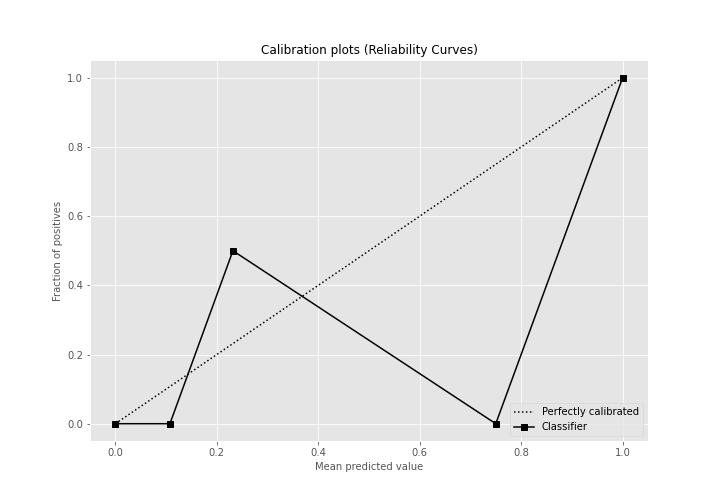 Calibration plots (Reliability Curves)
1.0
0.8
0.6
0.4
0.2
0.0
Fraction of positives
0.0 0.2 0.4 0.6 0.8 1.0
Mean predicted value
Perfectly calibrated
Classifier